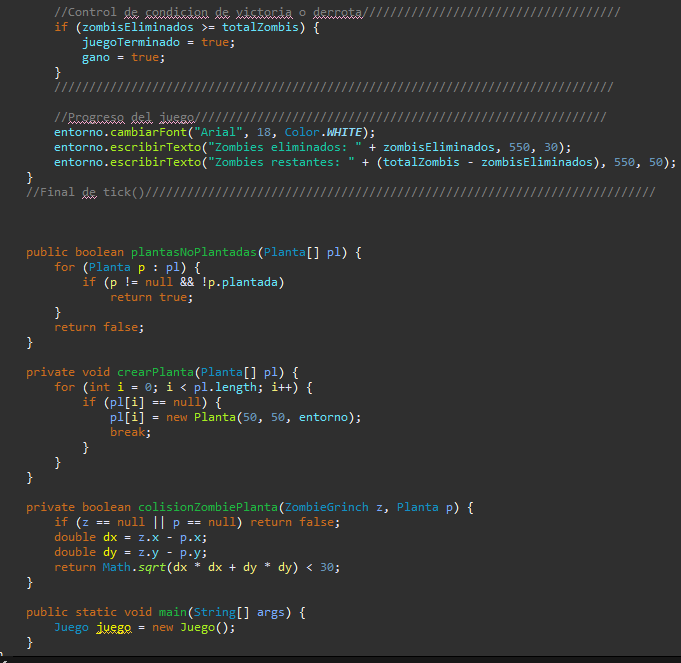 //Control de condicion de victoria o derrota/////////////////////////////////////
if (zombisEliminados >= totalZombis) {
juegoTerminado = true;
gano = true;
}
////////////////////////////////////////////////////////////////////////////////
//Progreso del juego///////////////////////////////////////////////////////////
entorno.cambiarFont("Arial", 18, Color.WHITE);
entorno.escribirTexto("Zombies eliminados: " + zombisEliminados, 550, 30);
entorno.escribirTexto("Zombies restantes: " + (totalZombis - zombisEliminados), 550, 50);
}
//Final de tick()/////////////////////////////////////////////////////////////////////////
public boolean plantasNoPlantadas(Planta[] pl) {
for (Planta p : pl) {
if (p != null && !p.plantada)
return true;
}
return false;
}
private void crearPlanta(Planta[] pl) {
for (int i = 0; i < pl.length; i++) {
if (pl[i] == null) {
pl[i] = new Planta(50, 50, entorno);
break;
}
}
}
private boolean colisionZombiePlanta(ZombieGrinch z, Planta p) {
if (z == null || p == null) return false;
double dx = z.x - p.x;
double dy = z.y - p.y;
return Math.sqrt(dx * dx + dy * dy) < 30;
}
public static void main(String[] args) {
Juego juego = new Juego();
}